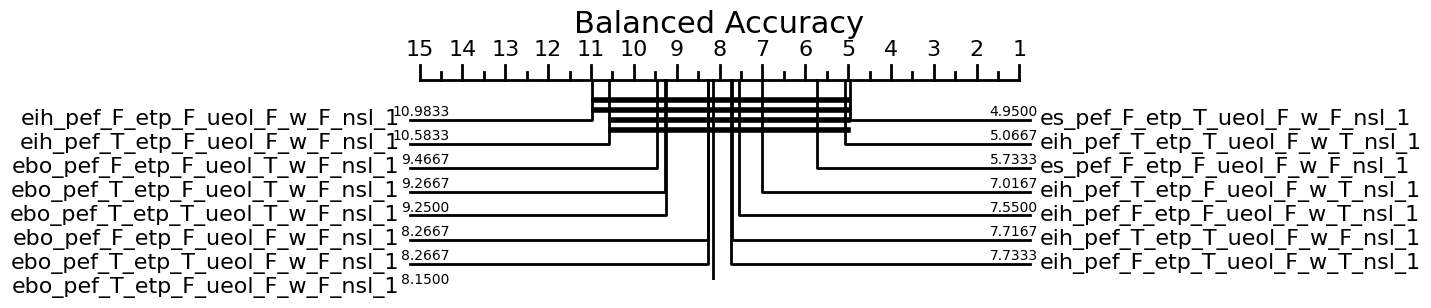 Balanced Accuracy
15 14 13 12 11 10 9 8 7 6 5 4 3 2 1
eih_pef_F_etp_F_ueol_F_w_F_nsl_1 10.9833 4.9500 es_pef_F_etp_T_ueol_F_w_F_nsl_1
eih_pef_T_etp_F_ueol_F_w_F_nsl_1 10.5833 5.0667 eih_pef_T_etp_T_ueol_F_w_T_nsl_1
ebo_pef_F_etp_F_ueol_T_w_F_nsl_1 9.4667 5.7333 es_pef_F_etp_F_ueol_F_w_F_nsl_1
ebo_pef_T_etp_F_ueol_T_w_F_nsl_1 9.2667 7.0167 eih_pef_T_etp_F_ueol_F_w_T_nsl_1
ebo_pef_T_etp_T_ueol_T_w_F_nsl_1 9.2500 7.5500 eih_pef_F_etp_F_ueol_F_w_T_nsl_1
ebo_pef_F_etp_F_ueol_F_w_F_nsl_1 8.2667 7.7167 eih_pef_T_etp_T_ueol_F_w_F_nsl_1
ebo_pef_T_etp_T_ueol_F_w_F_nsl_1 8.2667 7.7333 eih_pef_F_etp_T_ueol_F_w_T_nsl_1
ebo_pef_T_etp_F_ueol_F_w_F_nsl_1 8.1500